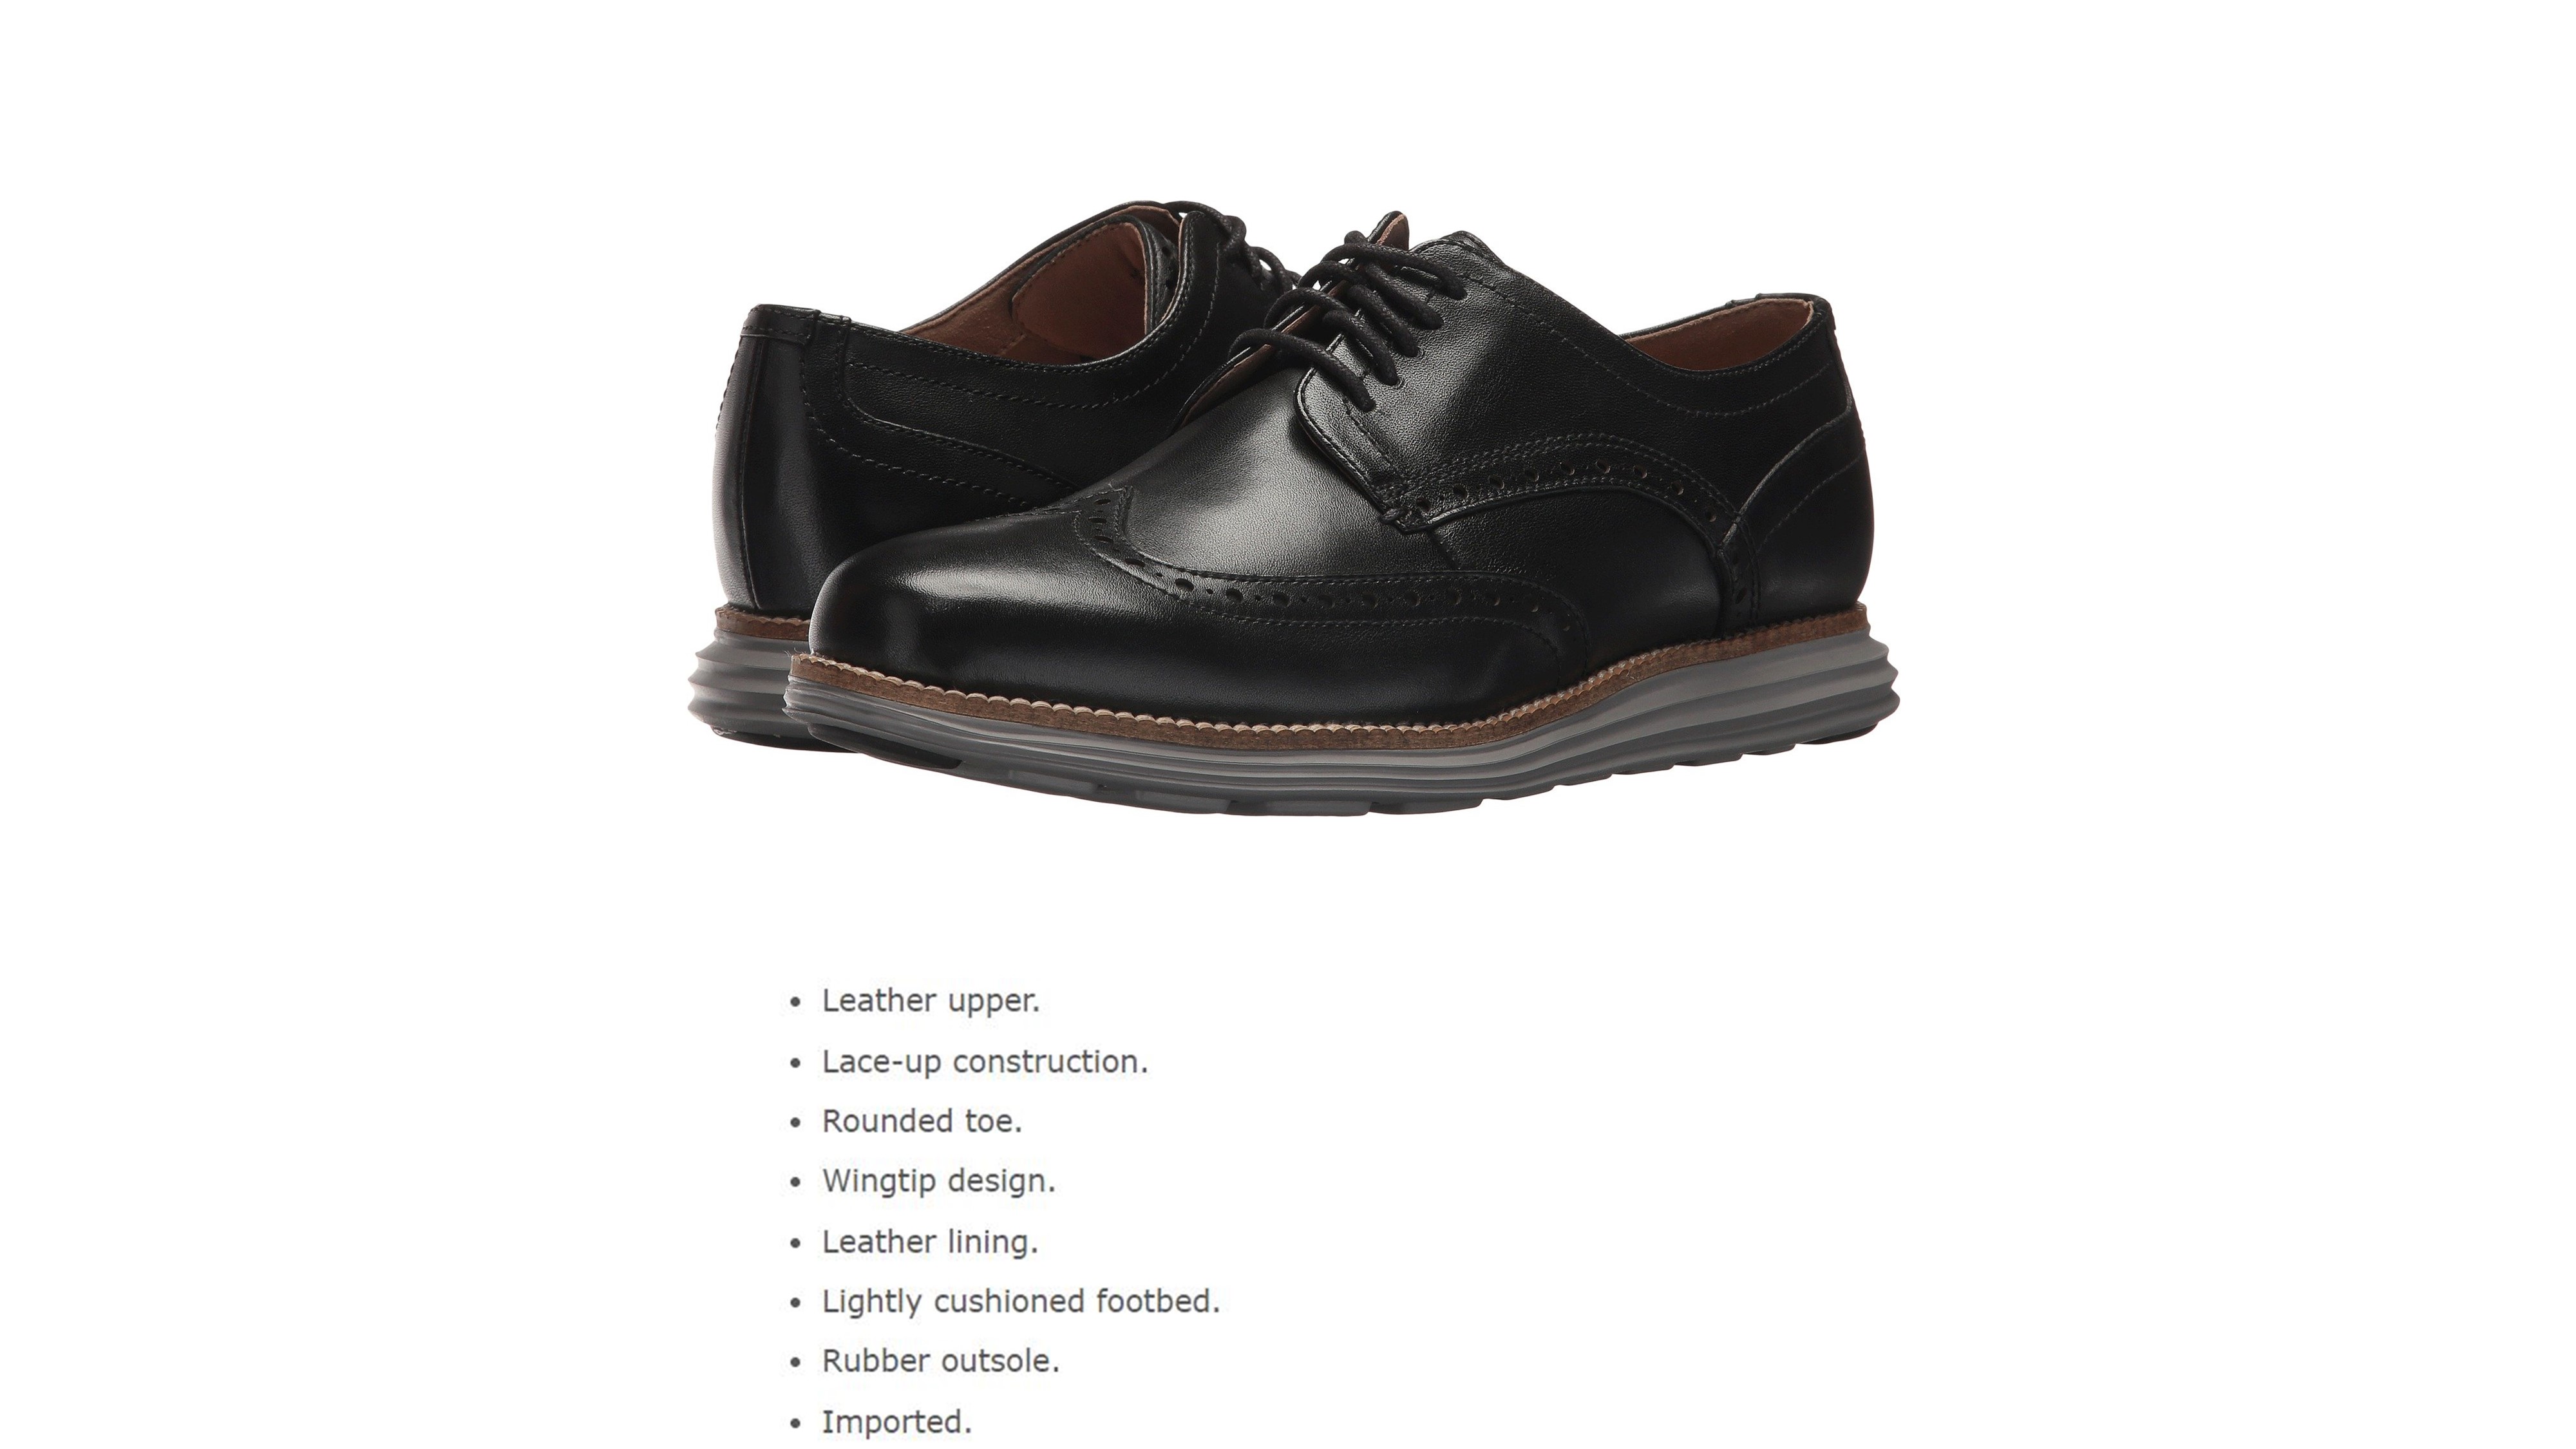 • Leather upper.
• Lace-up construction.
• Rounded toe.
• Wingtip design.
• Leather lining.
• Lightly cushioned footbed.
• Rubber outsole.
• Imported.